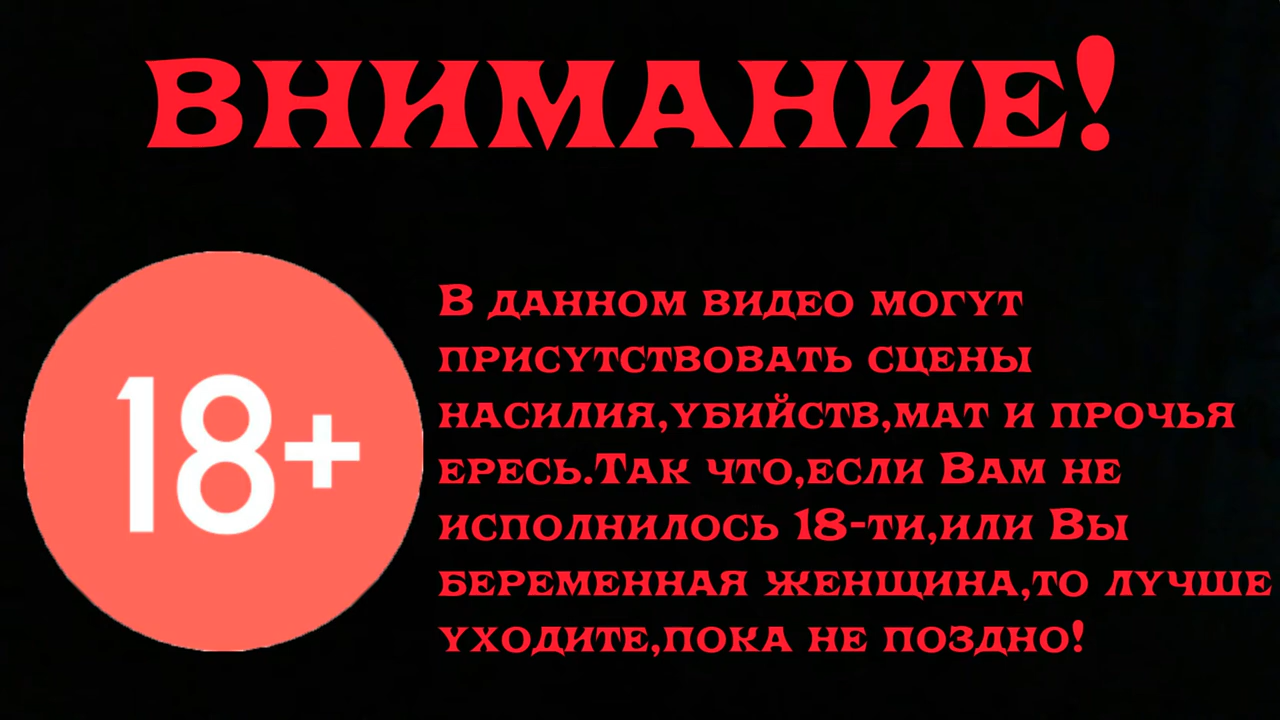 ВНИМАНИЕ!
18+
В данном видео могут
присутствовать сцены
насилия,убийств,мат и прочья
ересь.Так что,если Вам не
исполнилось 18-ти,или Вы
беременная женщина,то лучше
уходите,пока не поздно!